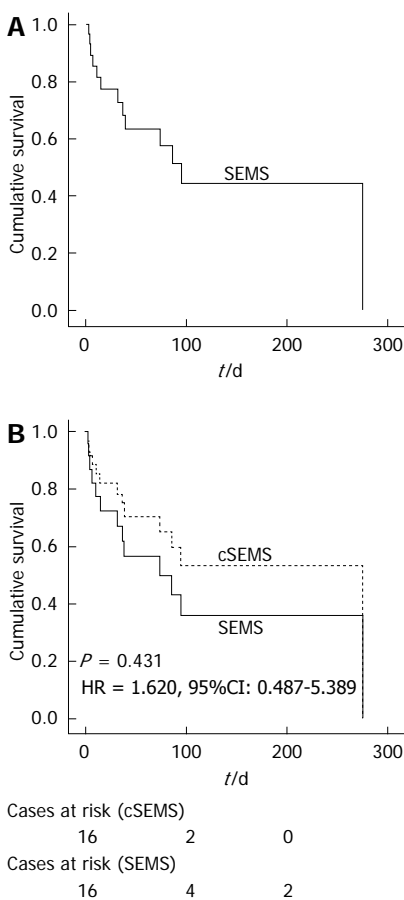 A
1.0
0.8
0.6
0.4
0.2
0.0
Cumulative survival
SEMS
0 100 200 300
t/d
B
1.0
0.8
0.6
0.4
0.2
0.0
Cumulative survival
cSEMS
SEMS
P = 0.431
HR = 1.620, 95%CI: 0.487-5.389
0 100 200 300
t/d
Cases at risk (cSEMS)
16 2 0
Cases at risk (SEMS)
16 4 2